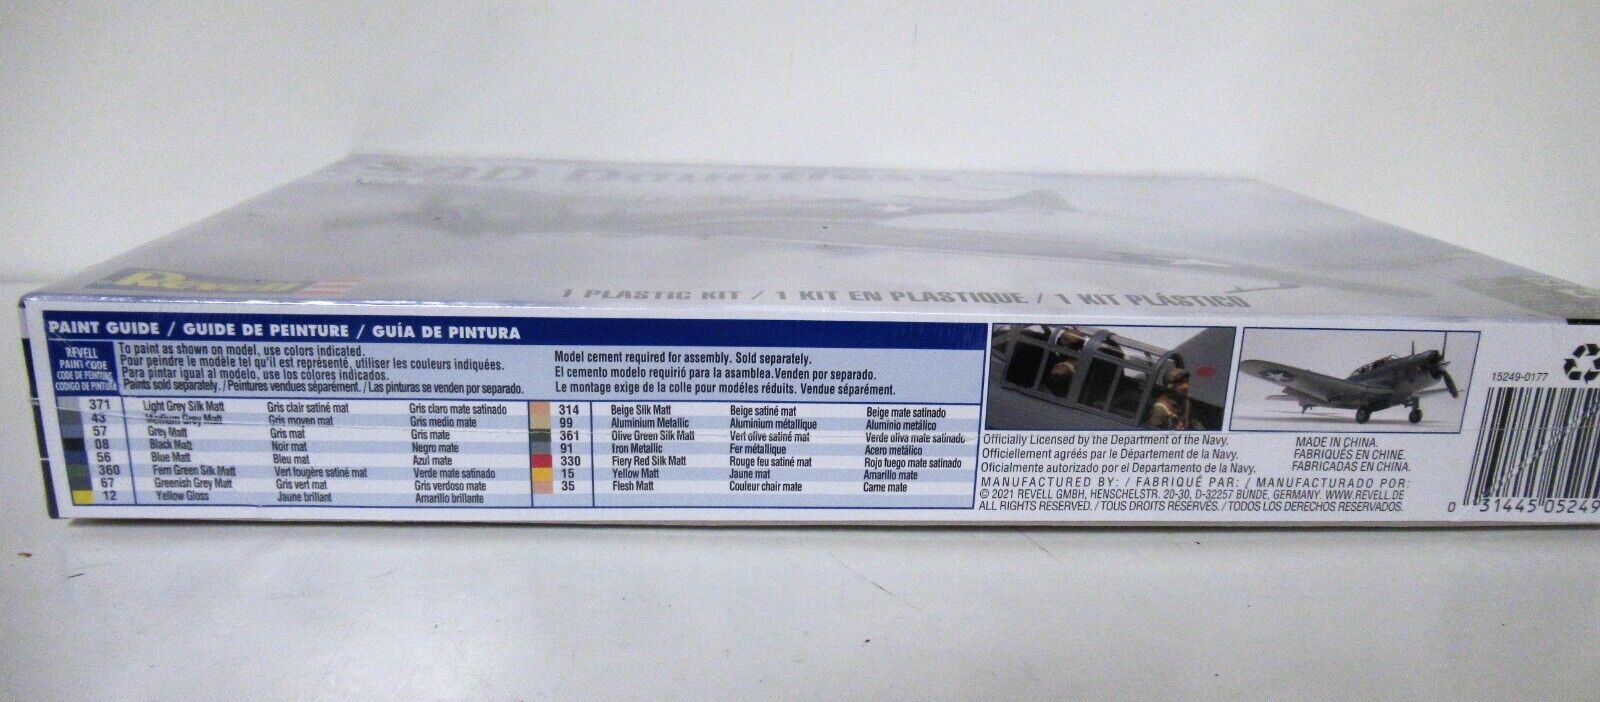 SBD Dauntless
Revell
1 PLASTIC KIT / 1 KIT EN PLASTIQUE / 1 KIT PLÁSTICO
PAINT GUIDE / GUIDE DE PEINTURE / GUÍA DE PINTURA
REVELL
PAINT CODE
CODE DE PEINTURE
CODIGO DE PINTURA
To paint as shown on model, use colors indicated.
Pour peindre le modèle tel qu'il est représenté, utiliser les couleurs indiquées.
Para pintar igual al modelo, use los colores indicados.
Paints sold separately. / Peintures vendues séparément. / Las pinturas se venden por separado.
Model cement required for assembly. Sold separately.
El cemento modelo requirió para la asamblea. Venden por separado.
Le montage exige de la colle pour modéles réduits. Vendue séparément.
371 Light Grey Silk Matt Gris clair satiné mat Gris claro mate satinado
43 Medium Grey Matt Gris moyen mat Gris medio mate
57 Grey Matt Gris mat Gris mate
08 Black Matt Noir mat Negro mate
56 Blue Matt Bleu mat Azul mate
360 Fern Green Silk Matt Vert fougère satiné mat Verde mate satinado
67 Greenish Grey Matt Gris vert mat Gris verdoso mate
12 Yellow Gloss Jaune brillant Amarillo brillante
314 Beige Silk Matt Beige satiné mat Beige mate satinado
99 Aluminium Metallic Aluminium métallique Aluminio metálico
361 Olive Green Silk Matt Vert olive satiné mat Verde oliva mate satinado
91 Iron Metallic Fer métallique Acero metálico
330 Fiery Red Silk Matt Rouge feu satiné mat Rojo fuego mate satinado
15 Yellow Matt Jaune mat Amarillo mate
35 Flesh Matt Couleur chair mate Carne mate
Officially Licensed by the Department of the Navy.
Officiellement agréés par le Département de la Navy.
Oficialmente autorizado por el Departamento de la Navy.
MADE IN CHINA.
FABRIQUÉS EN CHINE.
FABRICADAS EN CHINA.
MANUFACTURED BY: / FABRIQUÉ PAR: / MANUFACTURADO POR:
© 2021 REVELL GMBH, HENSCHELSTR. 20-30, D-32257 BÜNDE, GERMANY. WWW.REVELL.DE
ALL RIGHTS RESERVED. / TOUS DROITS RÉSERVÉS. / TODOS LOS DERECHOS RESERVADOS.
15249-0177
0 31445 05249